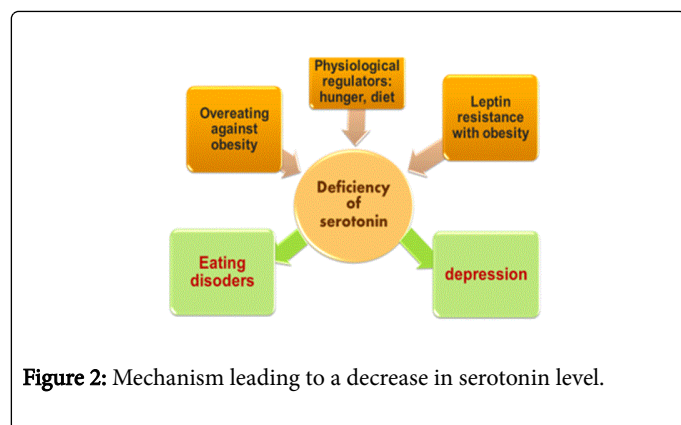 Physiological
regulators:
hunger, diet
Overeating
against
obesity
Leptin
resistance
with obesity
Deficiency
of
serotonin
Eating
disoders
depression
Figure 2: Mechanism leading to a decrease in serotonin level.